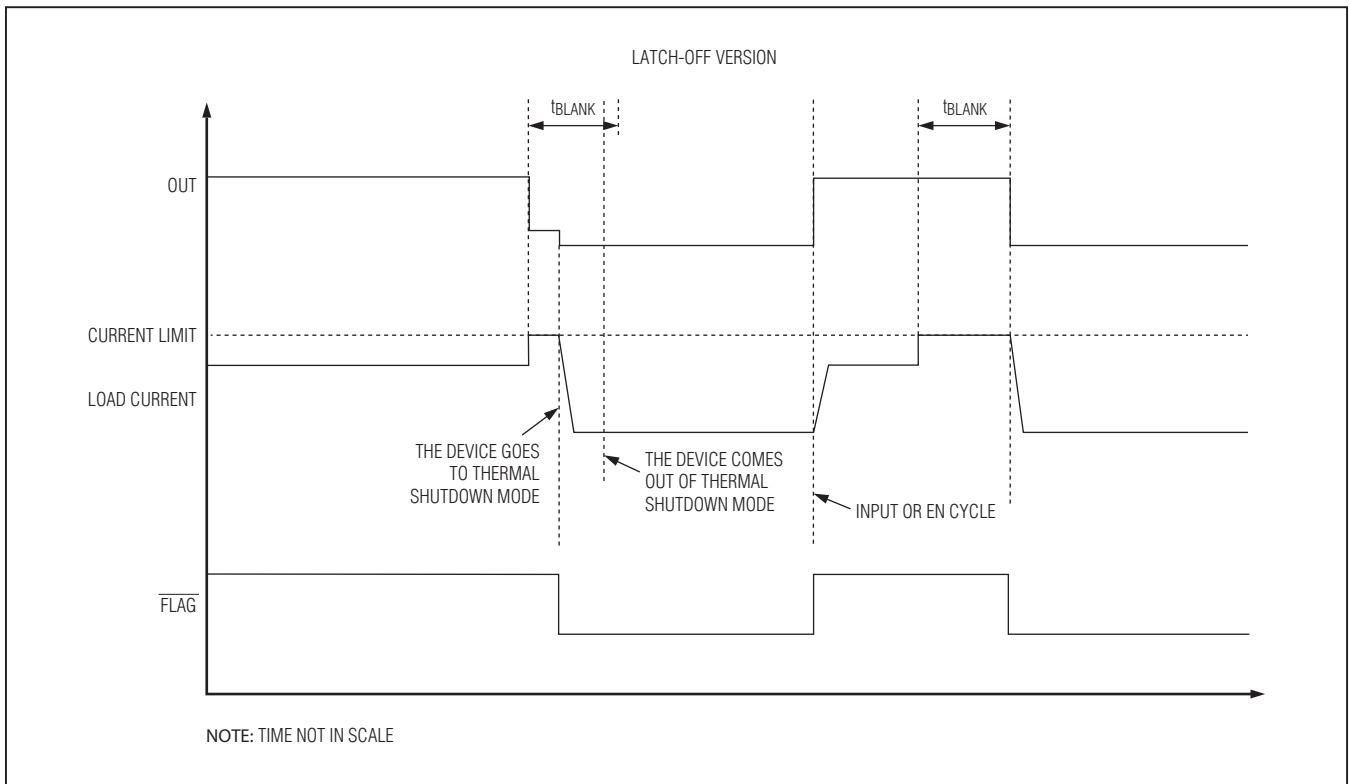 LATCH-OFF VERSION
tBLANK
tBLANK
OUT
CURRENT LIMIT
LOAD CURRENT
THE DEVICE GOES
TO THERMAL
SHUTDOWN MODE
THE DEVICE COMES
OUT OF THERMAL
SHUTDOWN MODE
INPUT OR EN CYCLE
FLAG
NOTE: TIME NOT IN SCALE